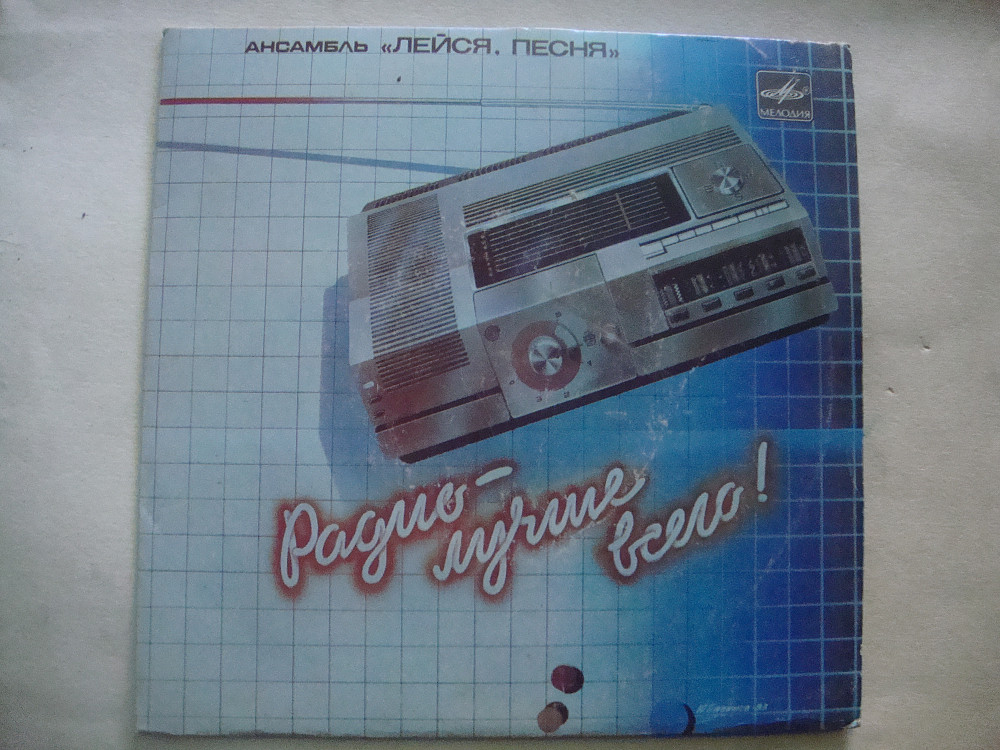 АНСАМБЛЬ «ЛЕЙСЯ, ПЕСНЯ»
МЕЛОДИЯ
Радио –
лучше
всего!